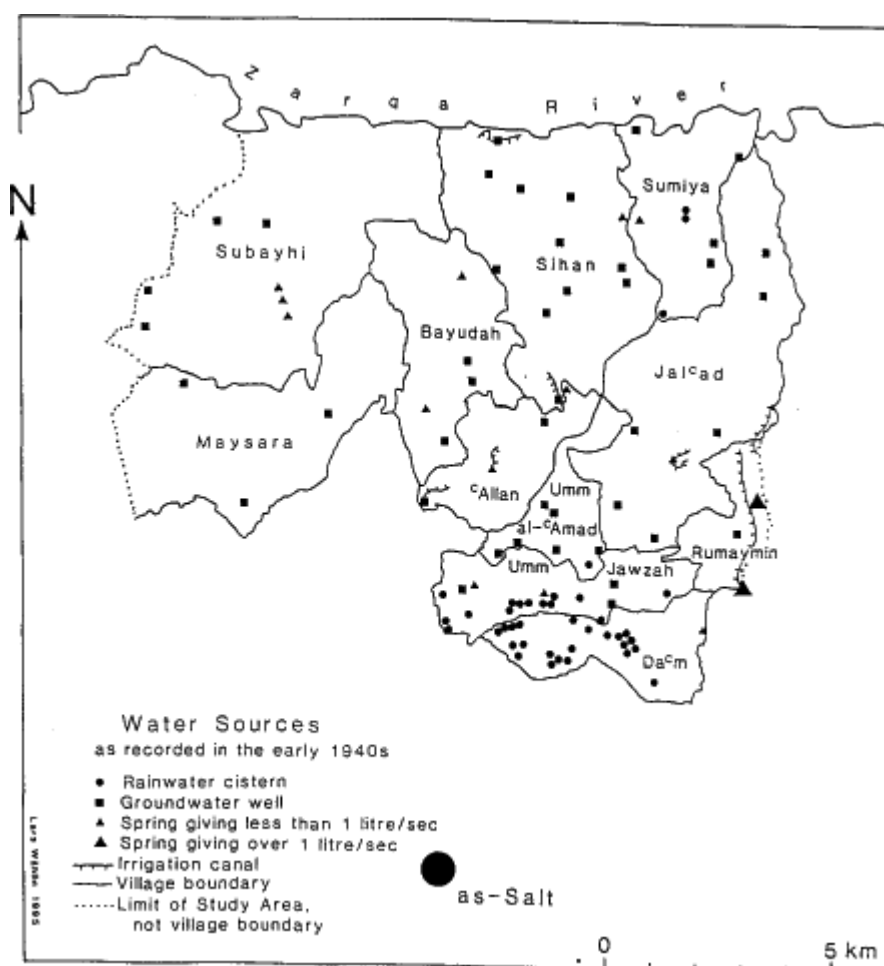 Zarqa River
N
Sumiya
Subayhi
Sihan
Bayudah
Jalᶜad
Maysara
ᶜAllan
Umm
al-ᶜAmad
Rumaymin
Umm
Jawzah
Daᶜm
Water Sources
as recorded in the early 1940s
Rainwater cistern
Groundwater well
Spring giving less than 1 litre/sec
Spring giving over 1 litre/sec
Irrigation canal
Village boundary
Limit of Study Area,
not village boundary
as-Salt
0 5 km
1995